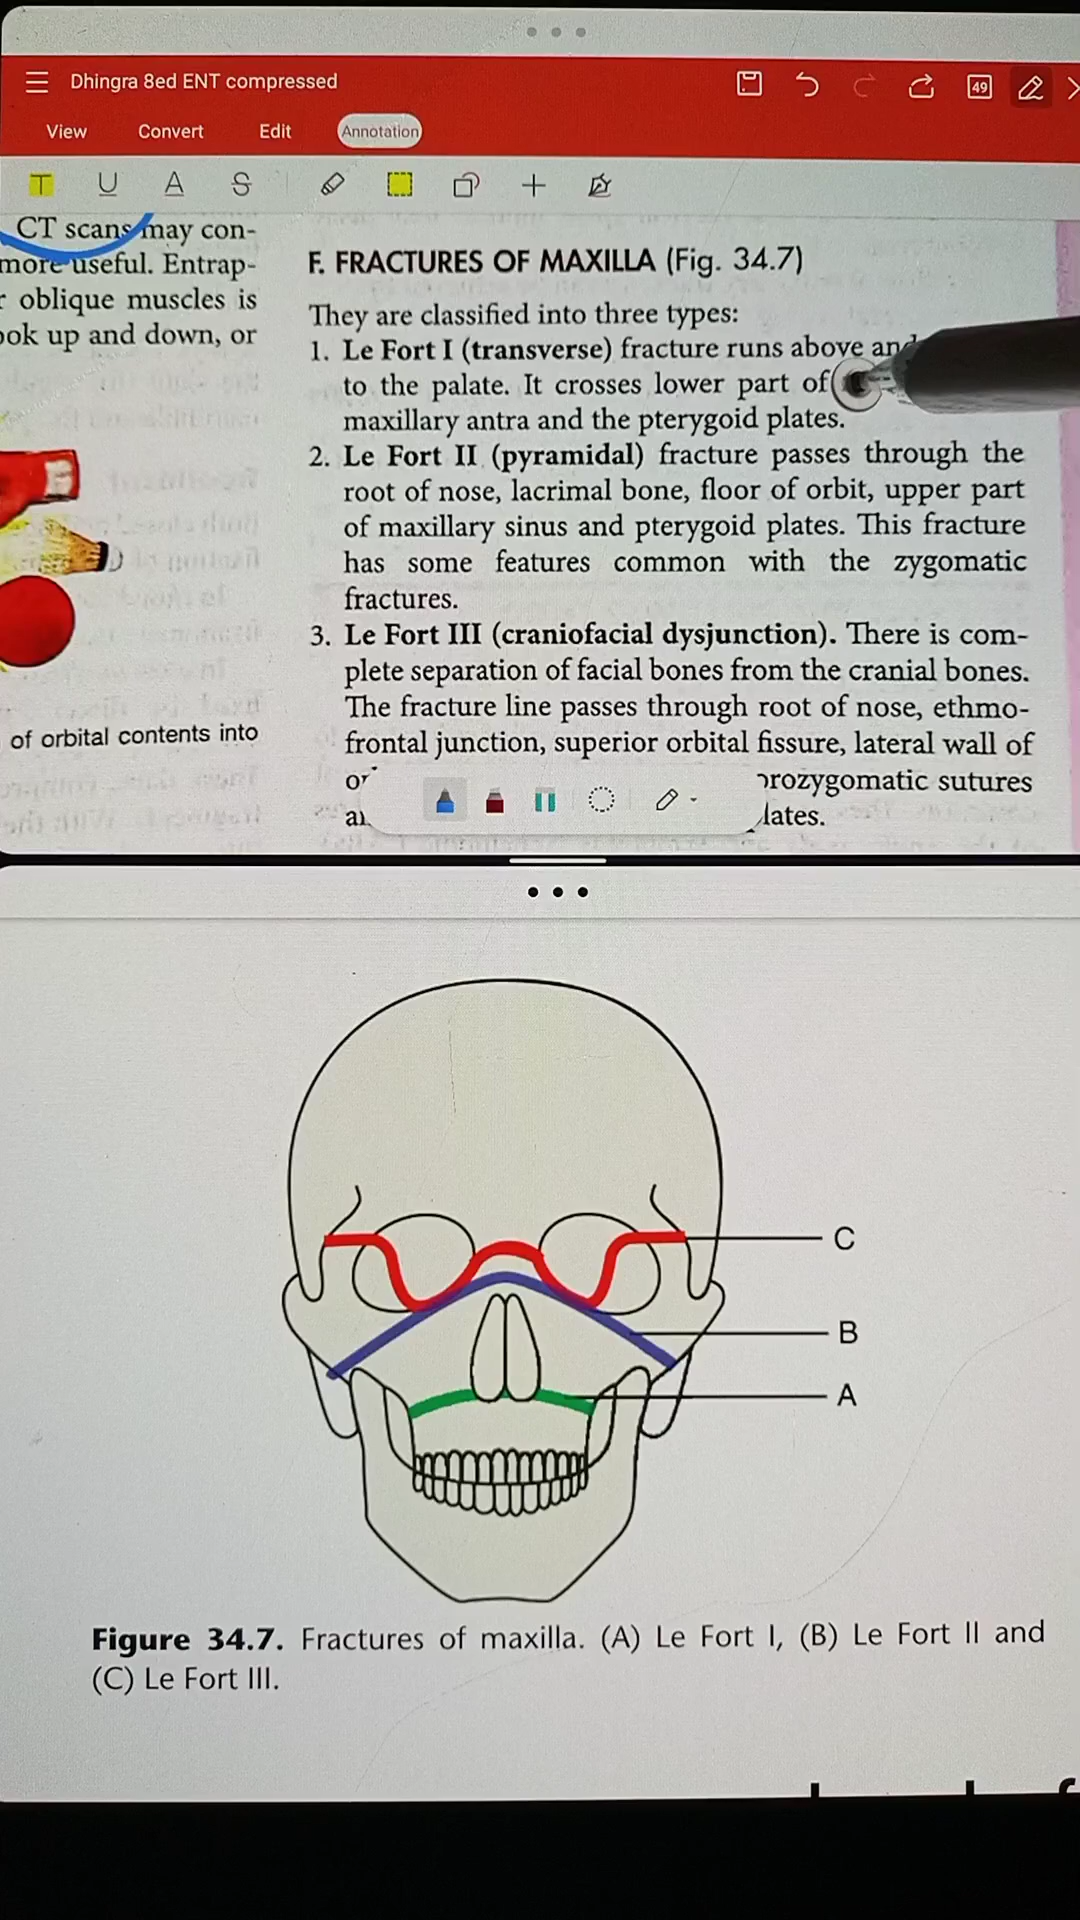 Dhingra 8ed ENT compressed
49
View Convert Edit Annotation
T U A S
CT scans may con-
more useful. Entrap-
oblique muscles is
ook up and down, or
of orbital contents into
F. FRACTURES OF MAXILLA (Fig. 34.7)
They are classified into three types:
1. Le Fort I (transverse) fracture runs above and
to the palate. It crosses lower part of
maxillary antra and the pterygoid plates.
2. Le Fort II (pyramidal) fracture passes through the
root of nose, lacrimal bone, floor of orbit, upper part
of maxillary sinus and pterygoid plates. This fracture
has some features common with the zygomatic
fractures.
3. Le Fort III (craniofacial dysjunction). There is com-
plete separation of facial bones from the cranial bones.
The fracture line passes through root of nose, ethmo-
frontal junction, superior orbital fissure, lateral wall of
or
rozygomatic sutures
lates.
C
B
A
Figure 34.7. Fractures of maxilla. (A) Le Fort I, (B) Le Fort II and
(C) Le Fort III.